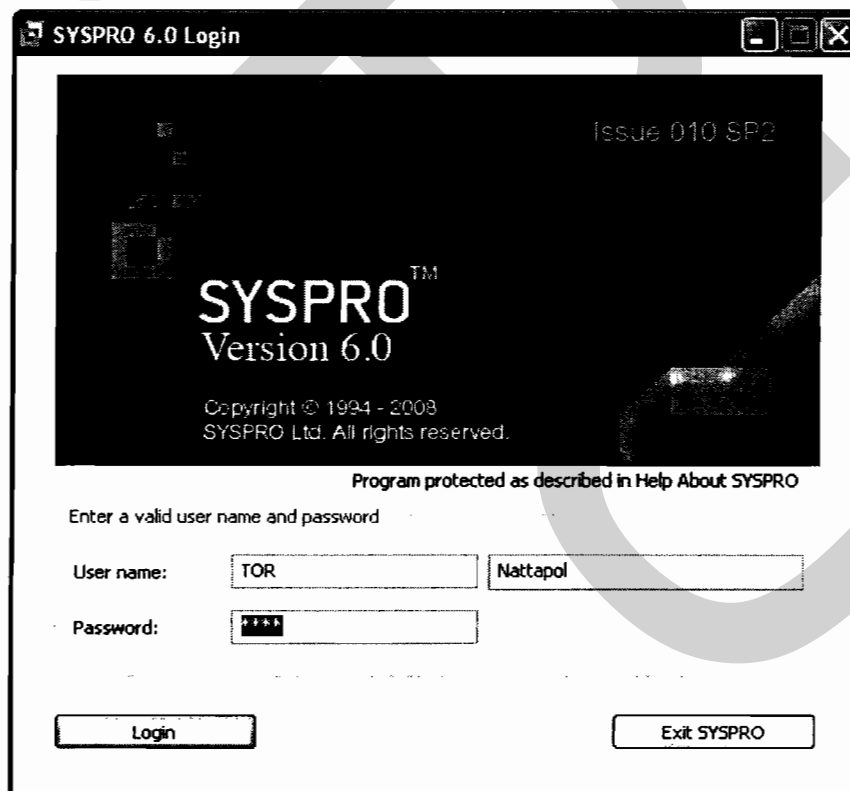 SYSPRO 6.0 Login
Issue 010 SP2
SYSPRO™
Version 6.0
Copyright © 1994 - 2008
SYSPRO Ltd. All rights reserved.
Program protected as described in Help About SYSPRO
Enter a valid user name and password
User name: TOR Nattapol
Password: ****
Login Exit SYSPRO